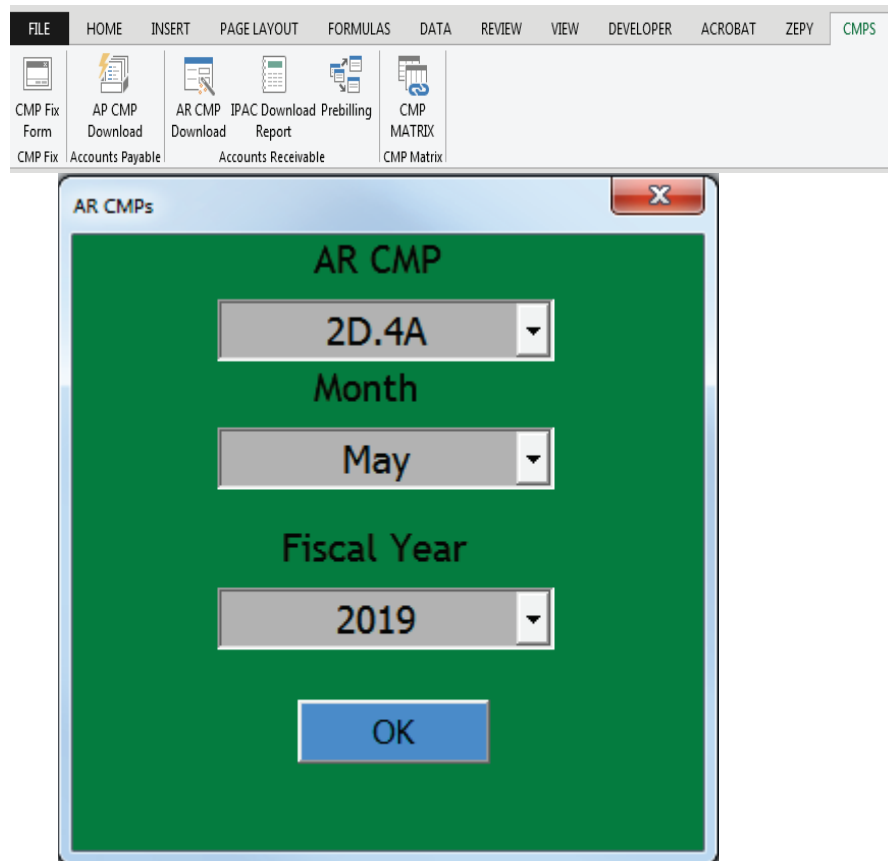 FILE HOME INSERT PAGE LAYOUT FORMULAS DATA REVIEW VIEW DEVELOPER ACROBAT ZEPY CMPS
CMP Fix AP CMP AR CMP IPAC Download Prebilling CMP
Form Download Download Report MATRIX
CMP Fix Accounts Payable Accounts Receivable CMP Matrix
AR CMPs
AR CMP
2D.4A
Month
May
Fiscal Year
2019
OK